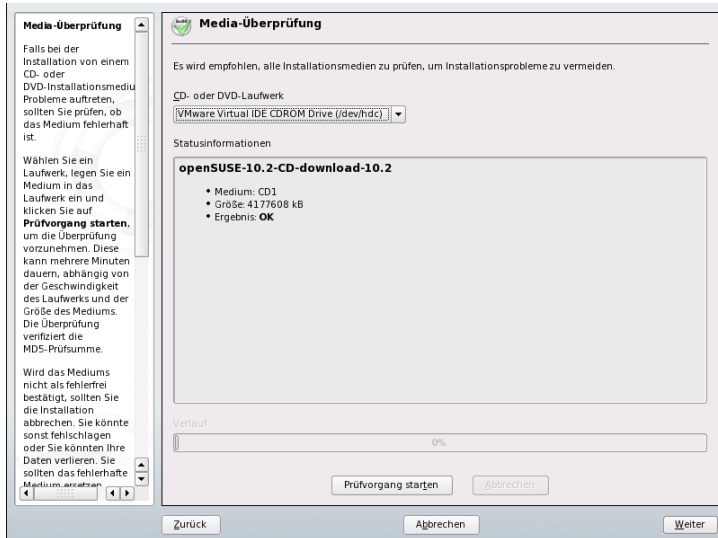 Media-Überprüfung
Falls bei der
Installation von einem
CD- oder
DVD-Installationsmediu
Probleme auftreten,
sollten Sie prüfen, ob
das Medium fehlerhaft
ist.
Wählen Sie ein
Laufwerk, legen Sie ein
Medium in das
Laufwerk ein und
klicken Sie auf
Prüfvorgang starten,
um die Überprüfung
vorzunehmen. Diese
kann mehrere Minuten
dauern, abhängig von
der Geschwindigkeit
des Laufwerks und der
Größe des Mediums.
Die Überprüfung
verifiziert die
MD5-Prüfsumme.
Wird das Mediums
nicht als fehlerfrei
bestätigt, sollten Sie
die Installation
abbrechen. Sie könnte
sonst fehlschlagen
oder Sie könnten Ihre
Daten verlieren. Sie
sollten das fehlerhafte
Medium ersetzen
Media-Überprüfung
Es wird empfohlen, alle Installationsmedien zu prüfen, um Installationsprobleme zu vermeiden.
CD- oder DVD-Laufwerk
VMware Virtual IDE CDROM Drive (/dev/hdc)
Statusinformationen
openSUSE-10.2-CD-download-10.2
• Medium: CD1
• Größe: 4177608 kB
• Ergebnis: OK
Verlauf
0%
Prüfvorgang starten
Abbrechen
Zurück
Abbrechen
Weiter